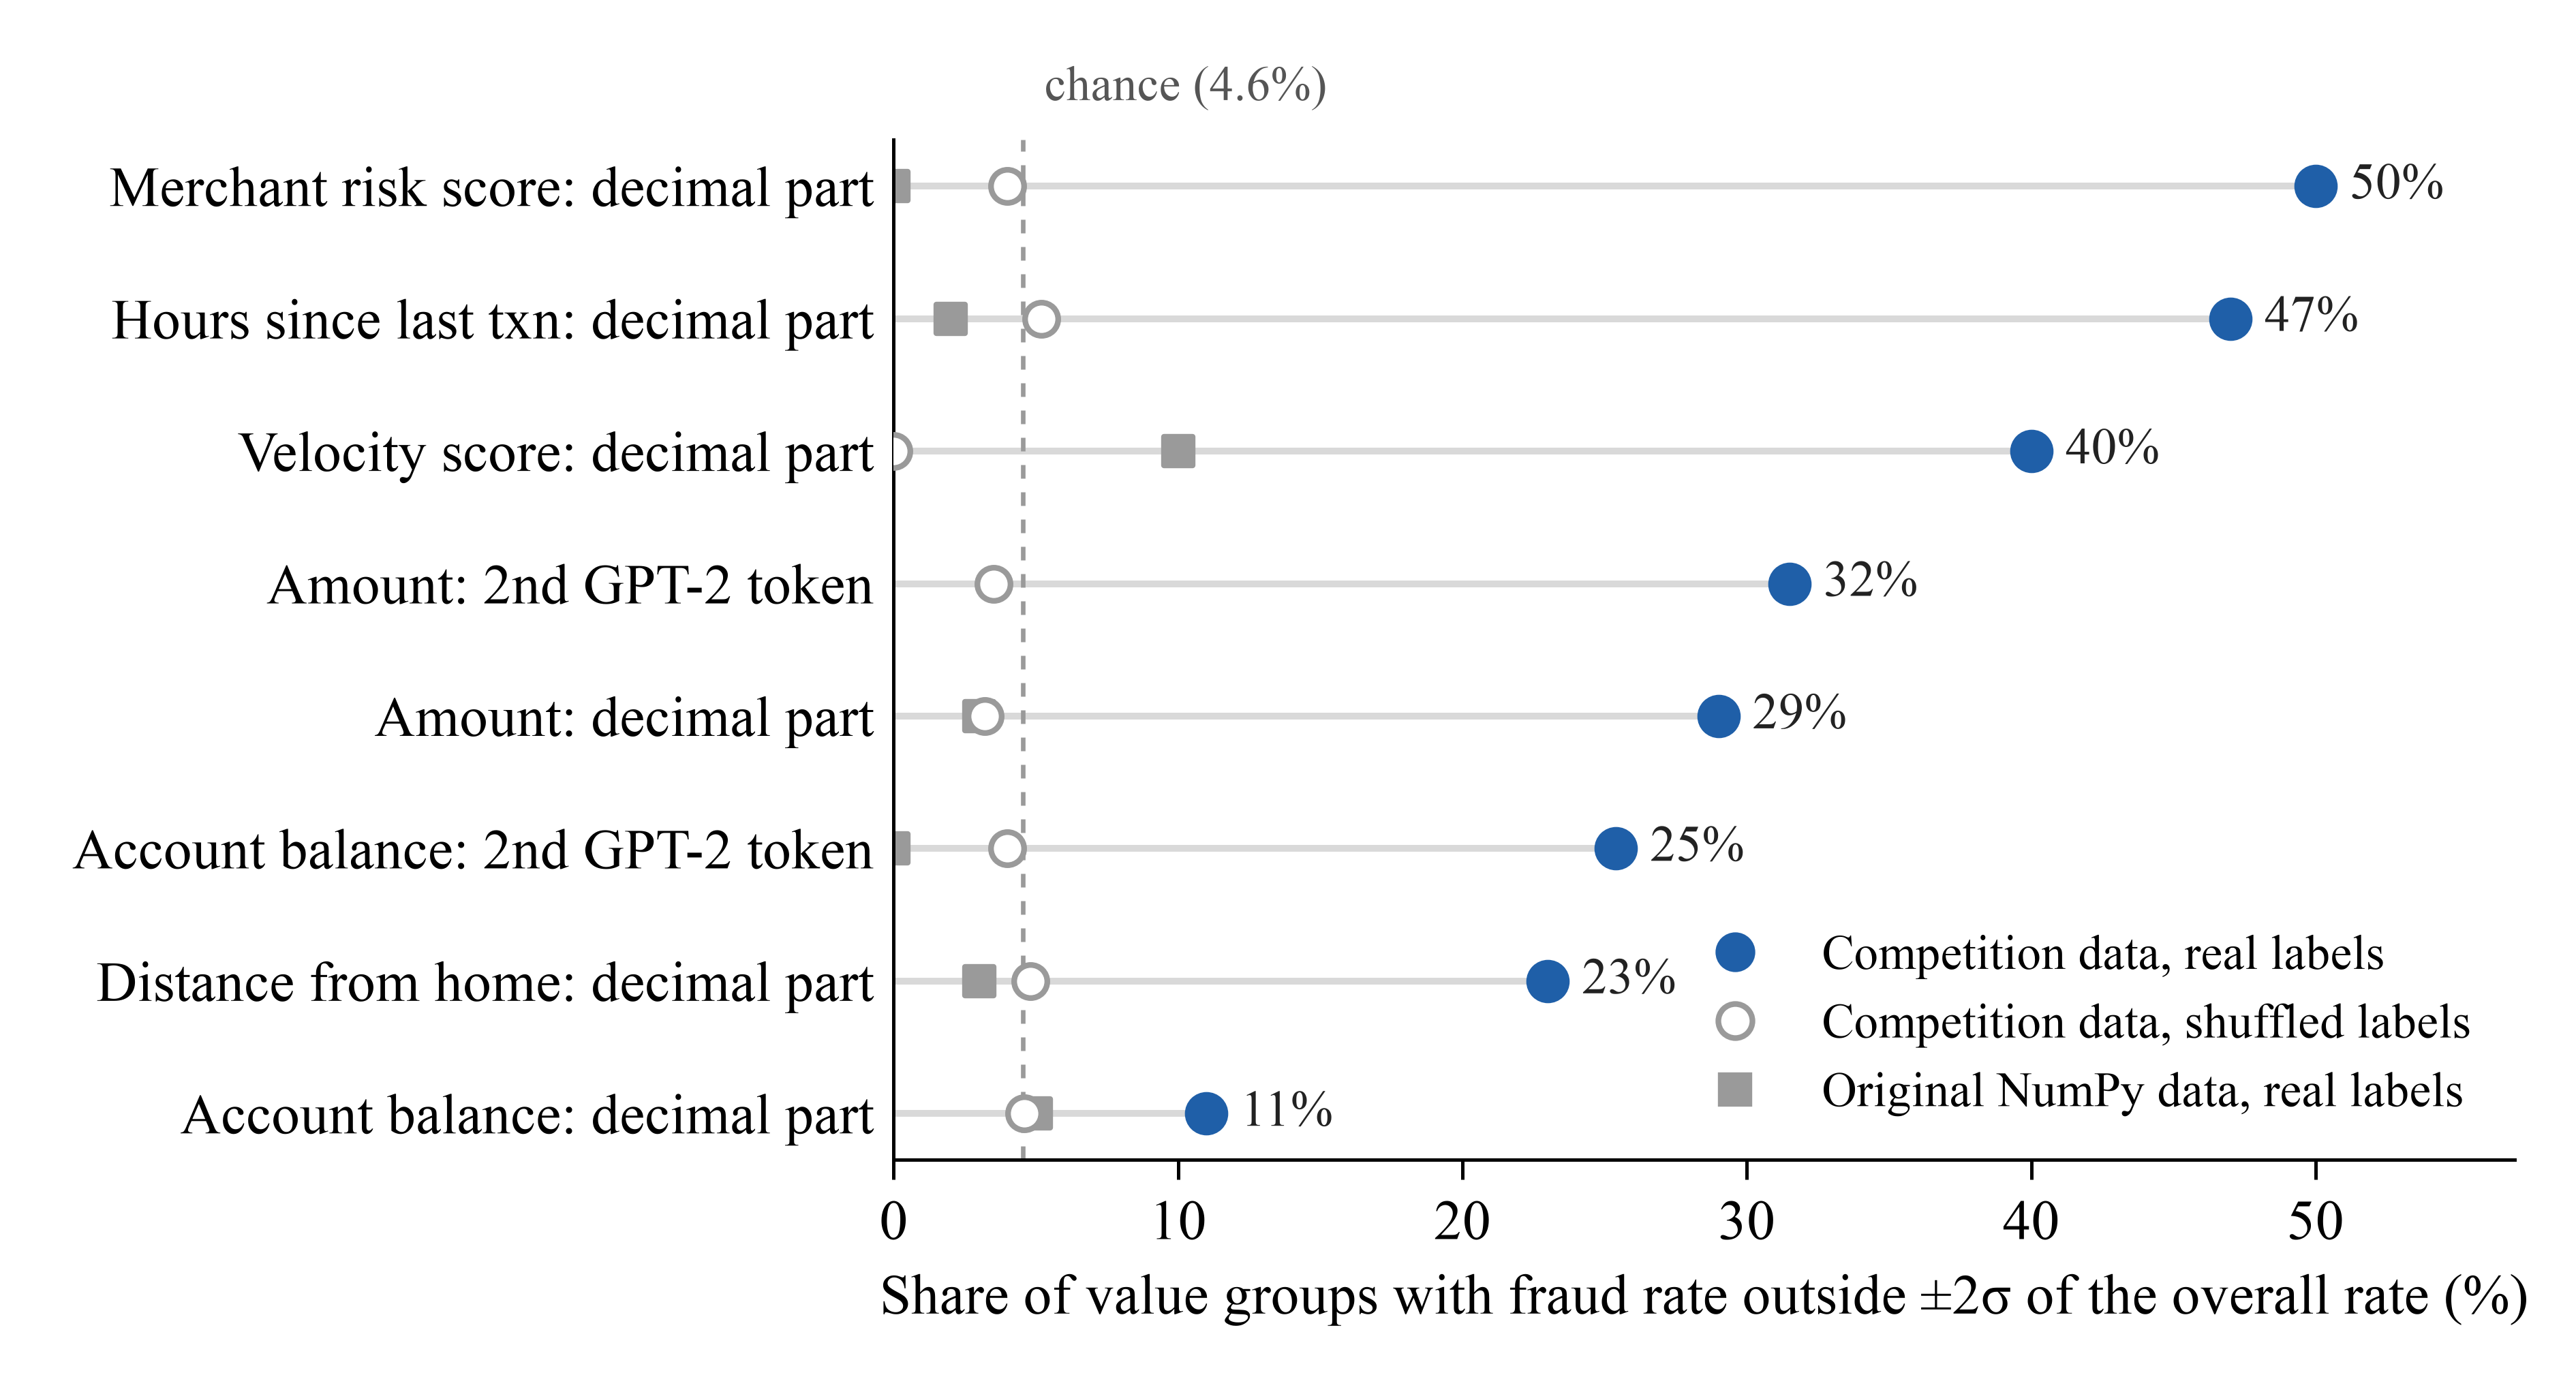 chance (4.6%)
Merchant risk score: decimal part
50%
Hours since last txn: decimal part
47%
Velocity score: decimal part
40%
Amount: 2nd GPT-2 token
32%
Amount: decimal part
29%
Account balance: 2nd GPT-2 token
25%
Distance from home: decimal part
23%
Account balance: decimal part
11%
Competition data, real labels
Competition data, shuffled labels
Original NumPy data, real labels
0 10 20 30 40 50
Share of value groups with fraud rate outside ±2σ of the overall rate (%)